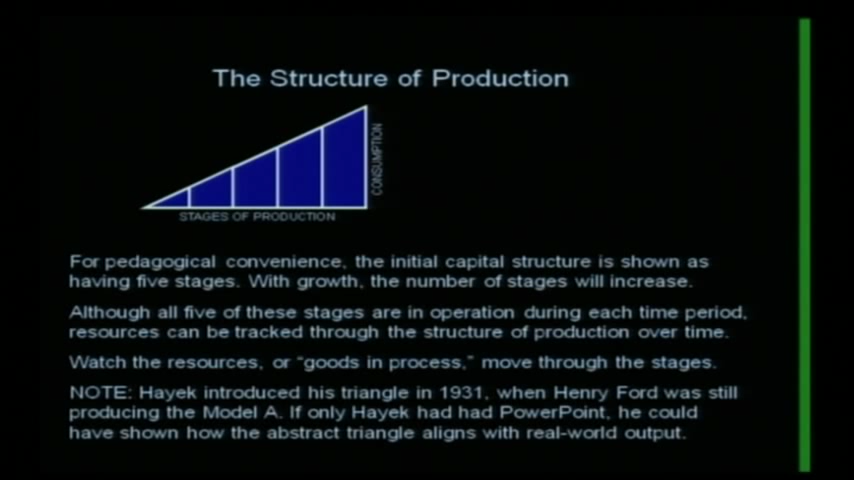 The Structure of Production
CONSUMPTION
STAGES OF PRODUCTION
For pedagogical convenience, the initial capital structure is shown as
having five stages. With growth, the number of stages will increase.
Although all five of these stages are in operation during each time period,
resources can be tracked through the structure of production over time.
Watch the resources, or “goods in process,” move through the stages.
NOTE: Hayek introduced his triangle in 1931, when Henry Ford was still
producing the Model A. If only Hayek had had PowerPoint, he could
have shown how the abstract triangle aligns with real-world output.